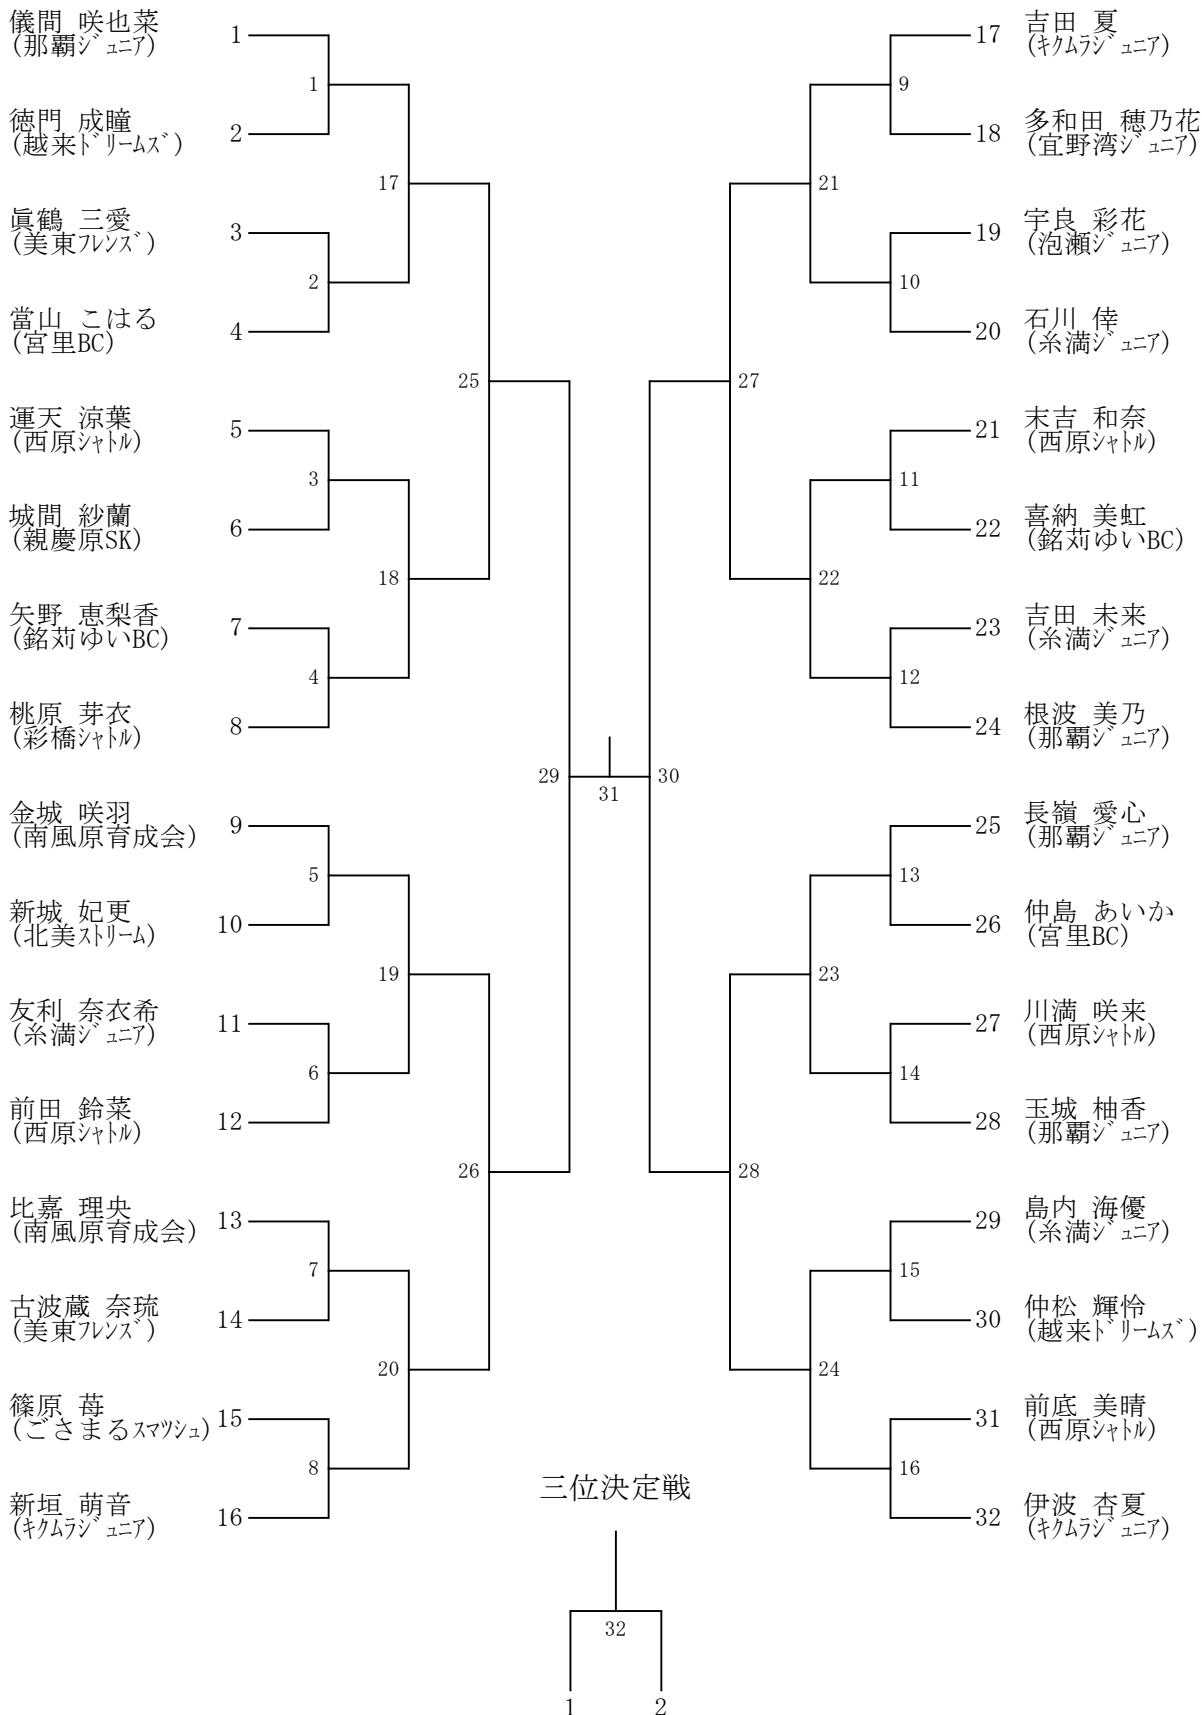 儀間 咲也菜
(那覇ｼﾞｭﾆｱ)
1
1
徳門 成瞳
(越来ﾄﾞﾘｰﾑｽﾞ)
2
17
眞鶴 三愛
(美東ﾌﾚﾝｽﾞ)
3
2
當山 こはる
(宮里BC)
4
25
運天 涼葉
(西原ｼｬﾄﾙ)
5
3
城間 紗蘭
(親慶原SK)
6
18
矢野 恵梨香
(銘苅ゆいBC)
7
4
桃原 芽衣
(彩橋ｼｬﾄﾙ)
8
29
金城 咲羽
(南風原育成会)
9
5
新城 妃更
(北美ｽﾄﾘｰﾑ)
10
19
友利 奈衣希
(糸満ｼﾞｭﾆｱ)
11
6
前田 鈴菜
(西原ｼｬﾄﾙ)
12
26
比嘉 理央
(南風原育成会)
13
7
古波蔵 奈琉
(美東ﾌﾚﾝｽﾞ)
14
20
篠原 苺
(ごさまるｽﾏﾂｼｭ)
15
8
新垣 萌音
(ｷｸﾑﾗｼﾞｭﾆｱ)
16
31
17
吉田 夏
(ｷｸﾑﾗｼﾞｭﾆｱ)
9
18
多和田 穂乃花
(宜野湾ｼﾞｭﾆｱ)
21
19
宇良 彩花
(泡瀬ｼﾞｭﾆｱ)
10
20
石川 倖
(糸満ｼﾞｭﾆｱ)
27
21
末吉 和奈
(西原ｼｬﾄﾙ)
11
22
喜納 美虹
(銘苅ゆいBC)
22
23
吉田 未来
(糸満ｼﾞｭﾆｱ)
12
24
根波 美乃
(那覇ｼﾞｭﾆｱ)
30
25
長嶺 愛心
(那覇ｼﾞｭﾆｱ)
13
26
仲島 あいか
(宮里BC)
23
27
川満 咲来
(西原ｼｬﾄﾙ)
14
28
玉城 柚香
(那覇ｼﾞｭﾆｱ)
28
29
島内 海優
(糸満ｼﾞｭﾆｱ)
15
30
仲松 輝怜
(越来ﾄﾞﾘｰﾑｽﾞ)
24
31
前底 美晴
(西原ｼｬﾄﾙ)
16
32
伊波 杏夏
(ｷｸﾑﾗｼﾞｭﾆｱ)
三位決定戦
32
1
2